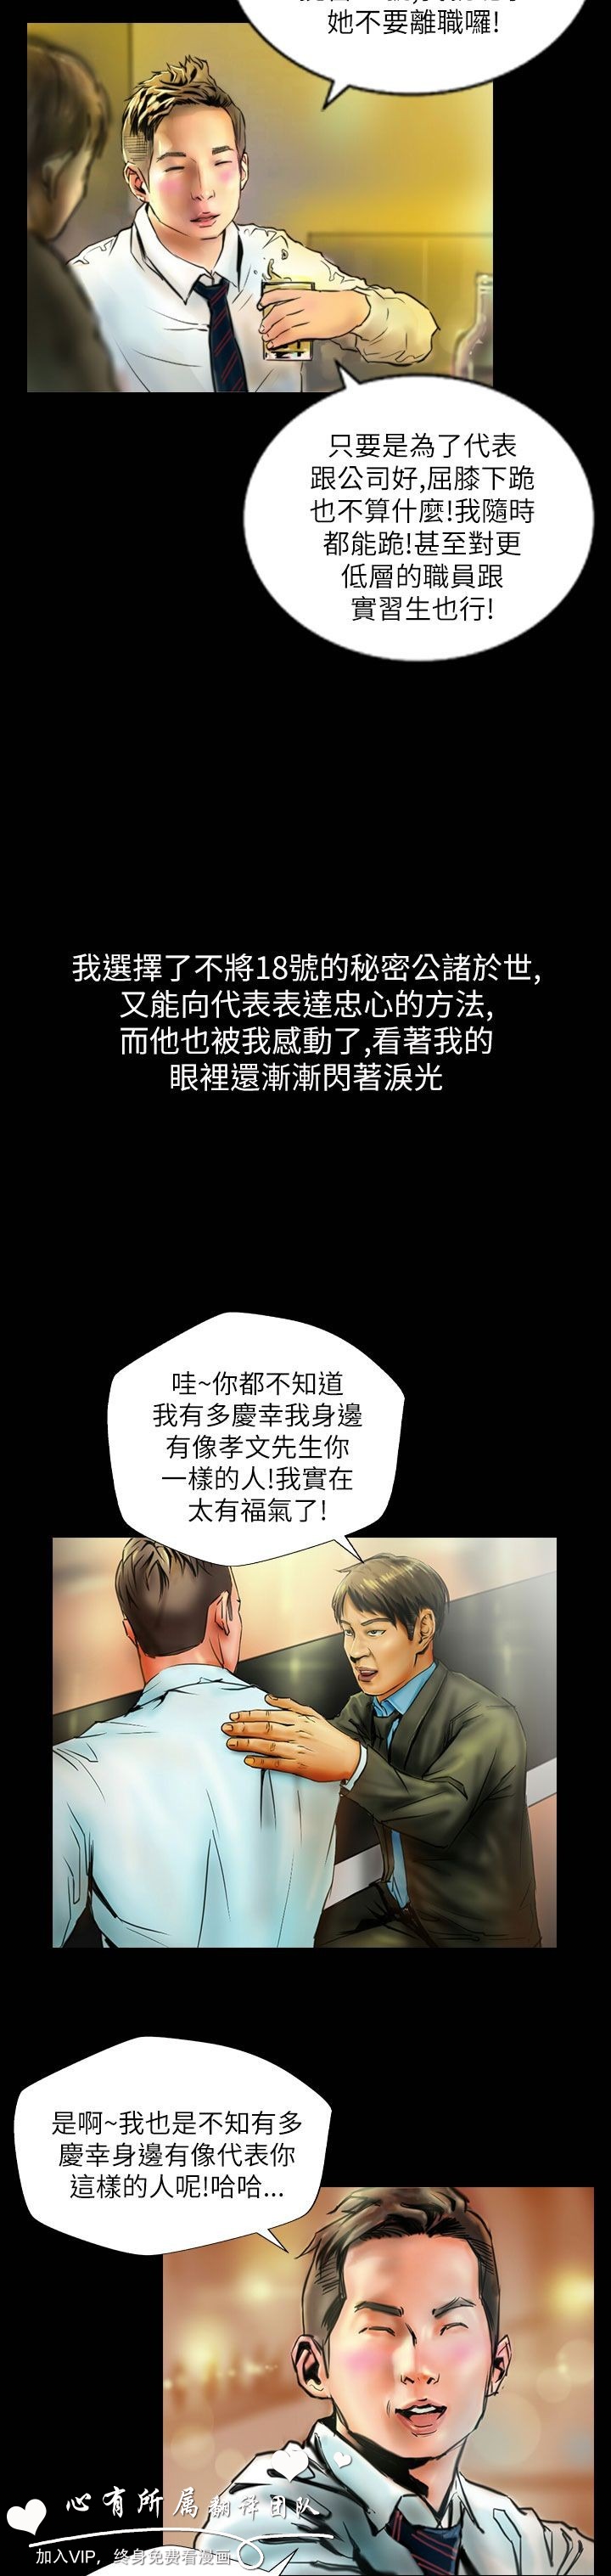 她不要離職囉!
只要是為了代表
跟公司好,屈膝下跪
也不算什麼!我隨時
都能跪!甚至對更
低層的職員跟
實習生也行!
我選擇了不將18號的秘密公諸於世,
又能向代表表達忠心的方法,
而他也被我感動了,看著我的
眼裡還漸漸閃著淚光
哇~你都不知道
我有多慶幸我身邊
有像孝文先生你
一樣的人!我實在
太有福氣了!
是啊~我也是不知有多
慶幸身邊有像代表你
這樣的人呢!哈哈...
心有所属翻译团队
加入VIP，终身免费看漫画